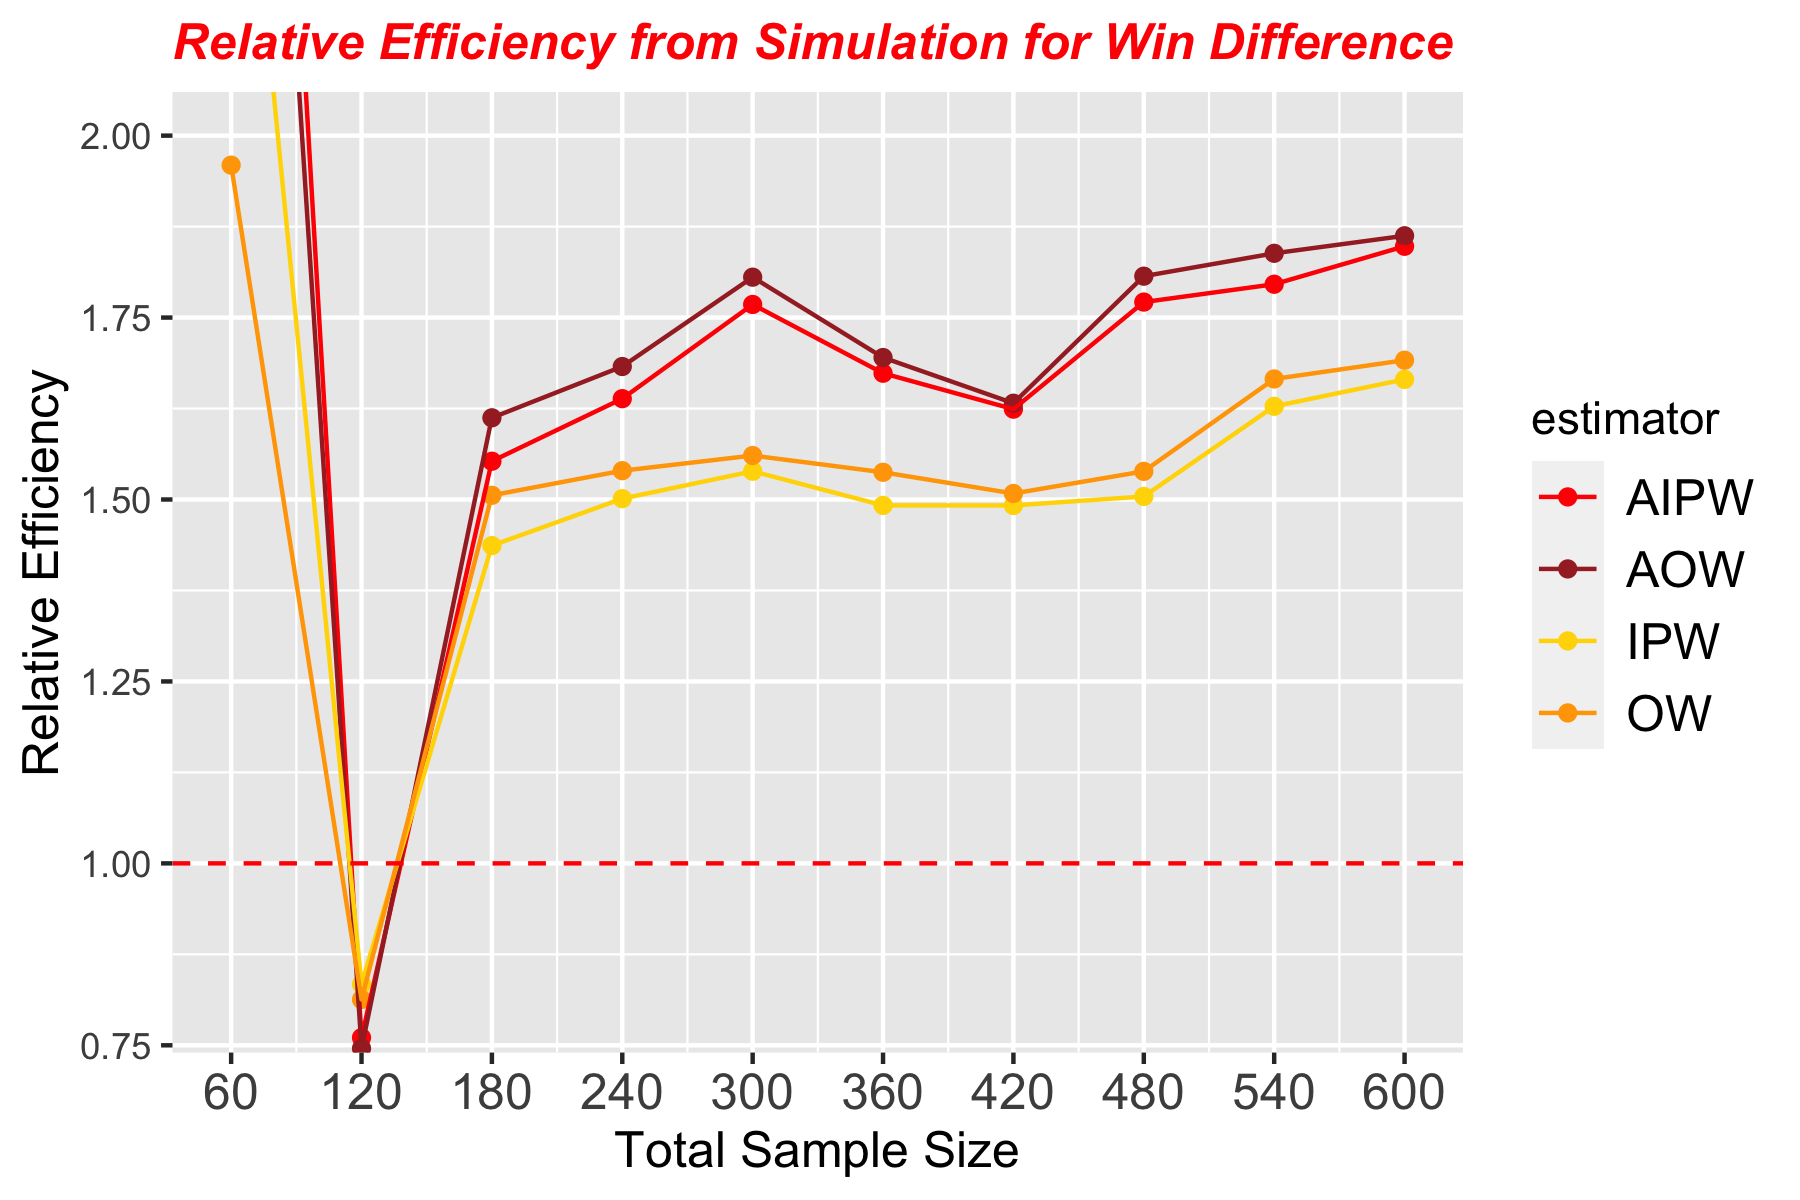 Relative Efficiency from Simulation for Win Difference
2.00
1.75
1.50
1.25
1.00
0.75
Relative Efficiency
60 120 180 240 300 360 420 480 540 600
Total Sample Size
estimator
AIPW
AOW
IPW
OW